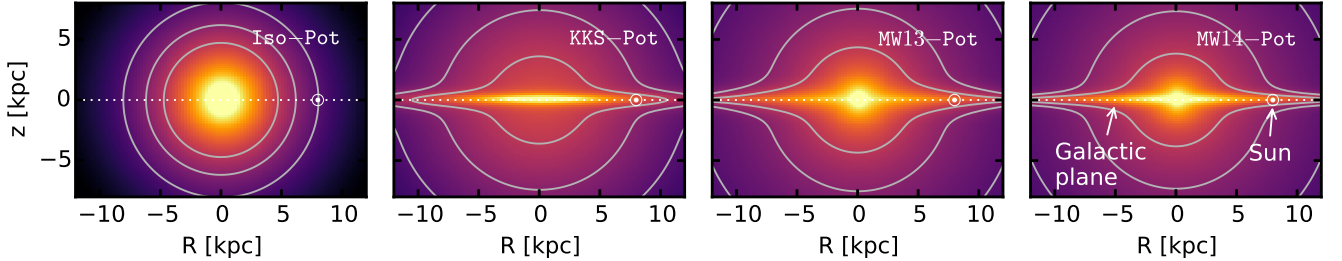 Iso-Pot
KKS-Pot
MW13-Pot
MW14-Pot
z [kpc]
5
0
−5
Galactic
plane
Sun
−10 −5 0 5 10
−10 −5 0 5 10
−10 −5 0 5 10
−10 −5 0 5 10
R [kpc]
R [kpc]
R [kpc]
R [kpc]